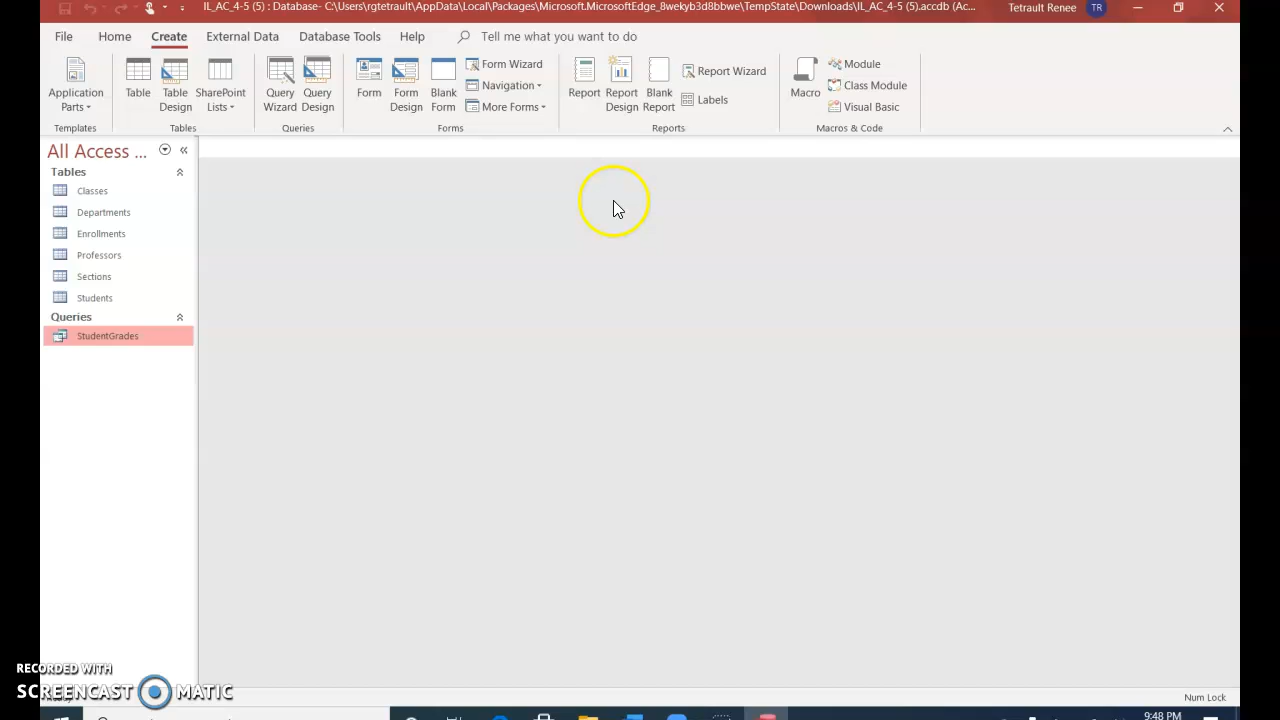 IL_AC_4-5 (5) : Database- C:\Users\rgtetrault\AppData\Local\Packages\Microsoft.MicrosoftEdge_8wekyb3d8bbwe\TempState\Downloads\IL_AC_4-5 (5).accdb (Ac... Tetrault Renee TR
File Home Create External Data Database Tools Help Tell me what you want to do
Application Parts Table Table Design SharePoint Lists Query Wizard Query Design Form Form Design Blank Form Form Wizard Navigation More Forms Report Report Design Blank Report Report Wizard Labels Macro Module Class Module Visual Basic
Templates Tables Queries Forms Reports Macros & Code
All Access ...
Tables
Classes
Departments
Enrollments
Professors
Sections
Students
Queries
StudentGrades
RECORDED WITH
SCREENCAST MATIC
Num Lock
9:48 PM